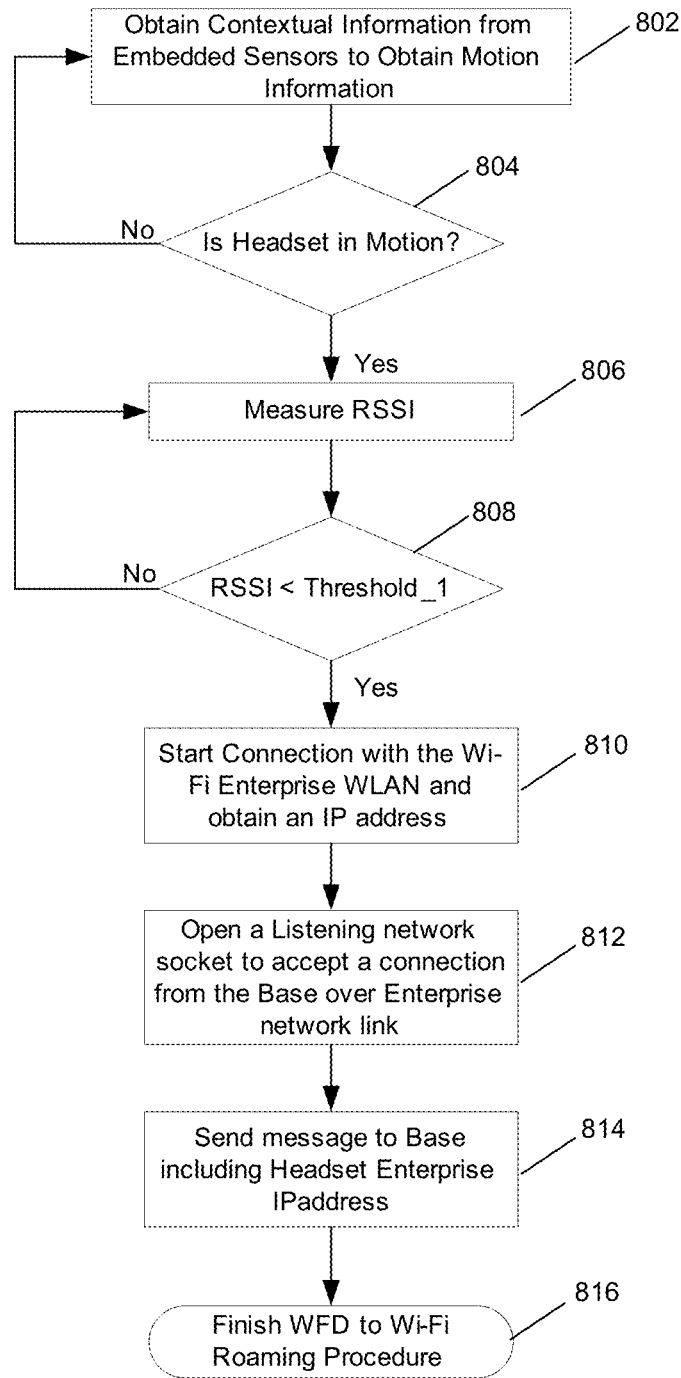 Obtain Contextual Information from
Embedded Sensors to Obtain Motion
Information
802
804
Is Headset in Motion?
No
Yes
806
Measure RSSI
808
RSSI < Threshold_1
No
Yes
Start Connection with the Wi-
Fi Enterprise WLAN and
obtain an IP address
810
Open a Listening network
socket to accept a connection
from the Base over Enterprise
network link
812
Send message to Base
including Headset Enterprise
IPaddress
814
Finish WFD to Wi-Fi
Roaming Procedure
816